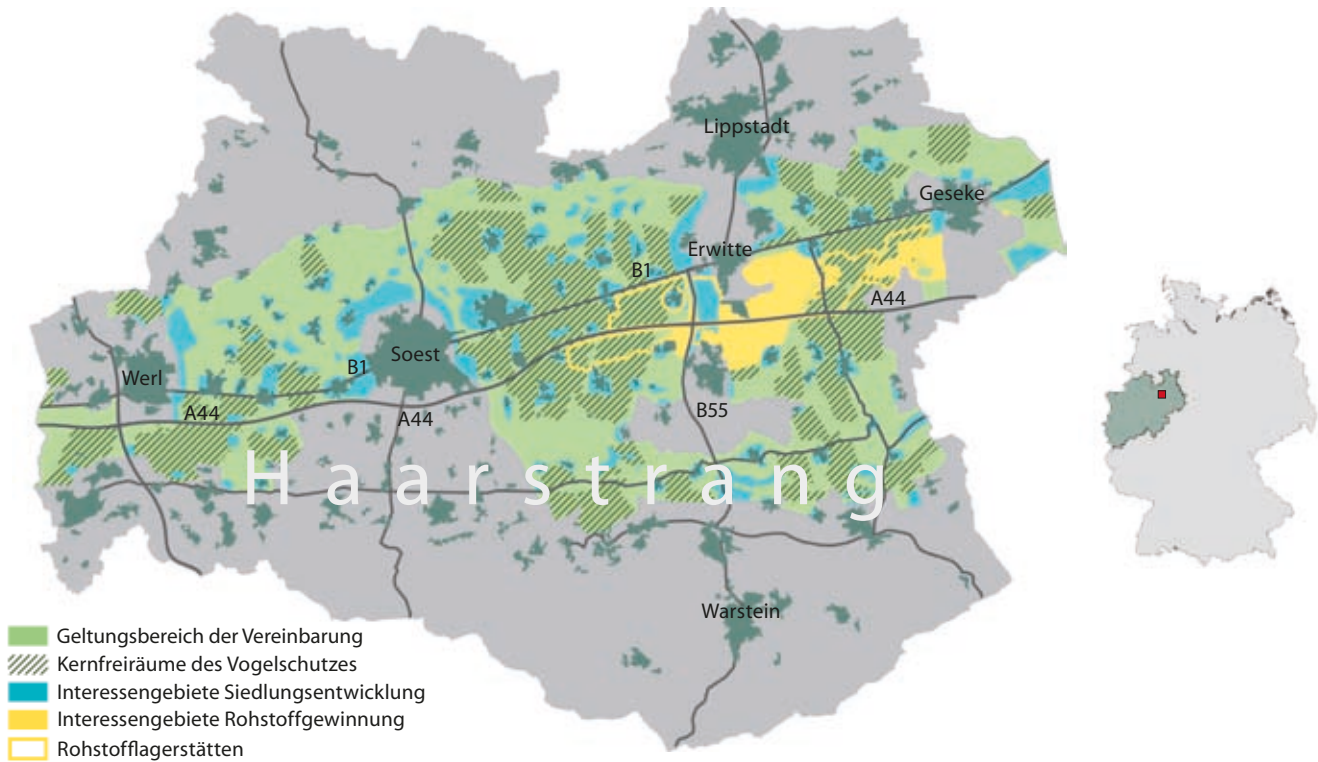 Lippstadt
Geseke
Erwitte
B1
A44
Soest
B1
Werl
A44
A44
B55
Haarstrang
Warstein
Geltungsbereich der Vereinbarung
Kernfreiräume des Vogelschutzes
Interessengebiete Siedlungsentwicklung
Interessengebiete Rohstoffgewinnung
Rohstofflagerstätten